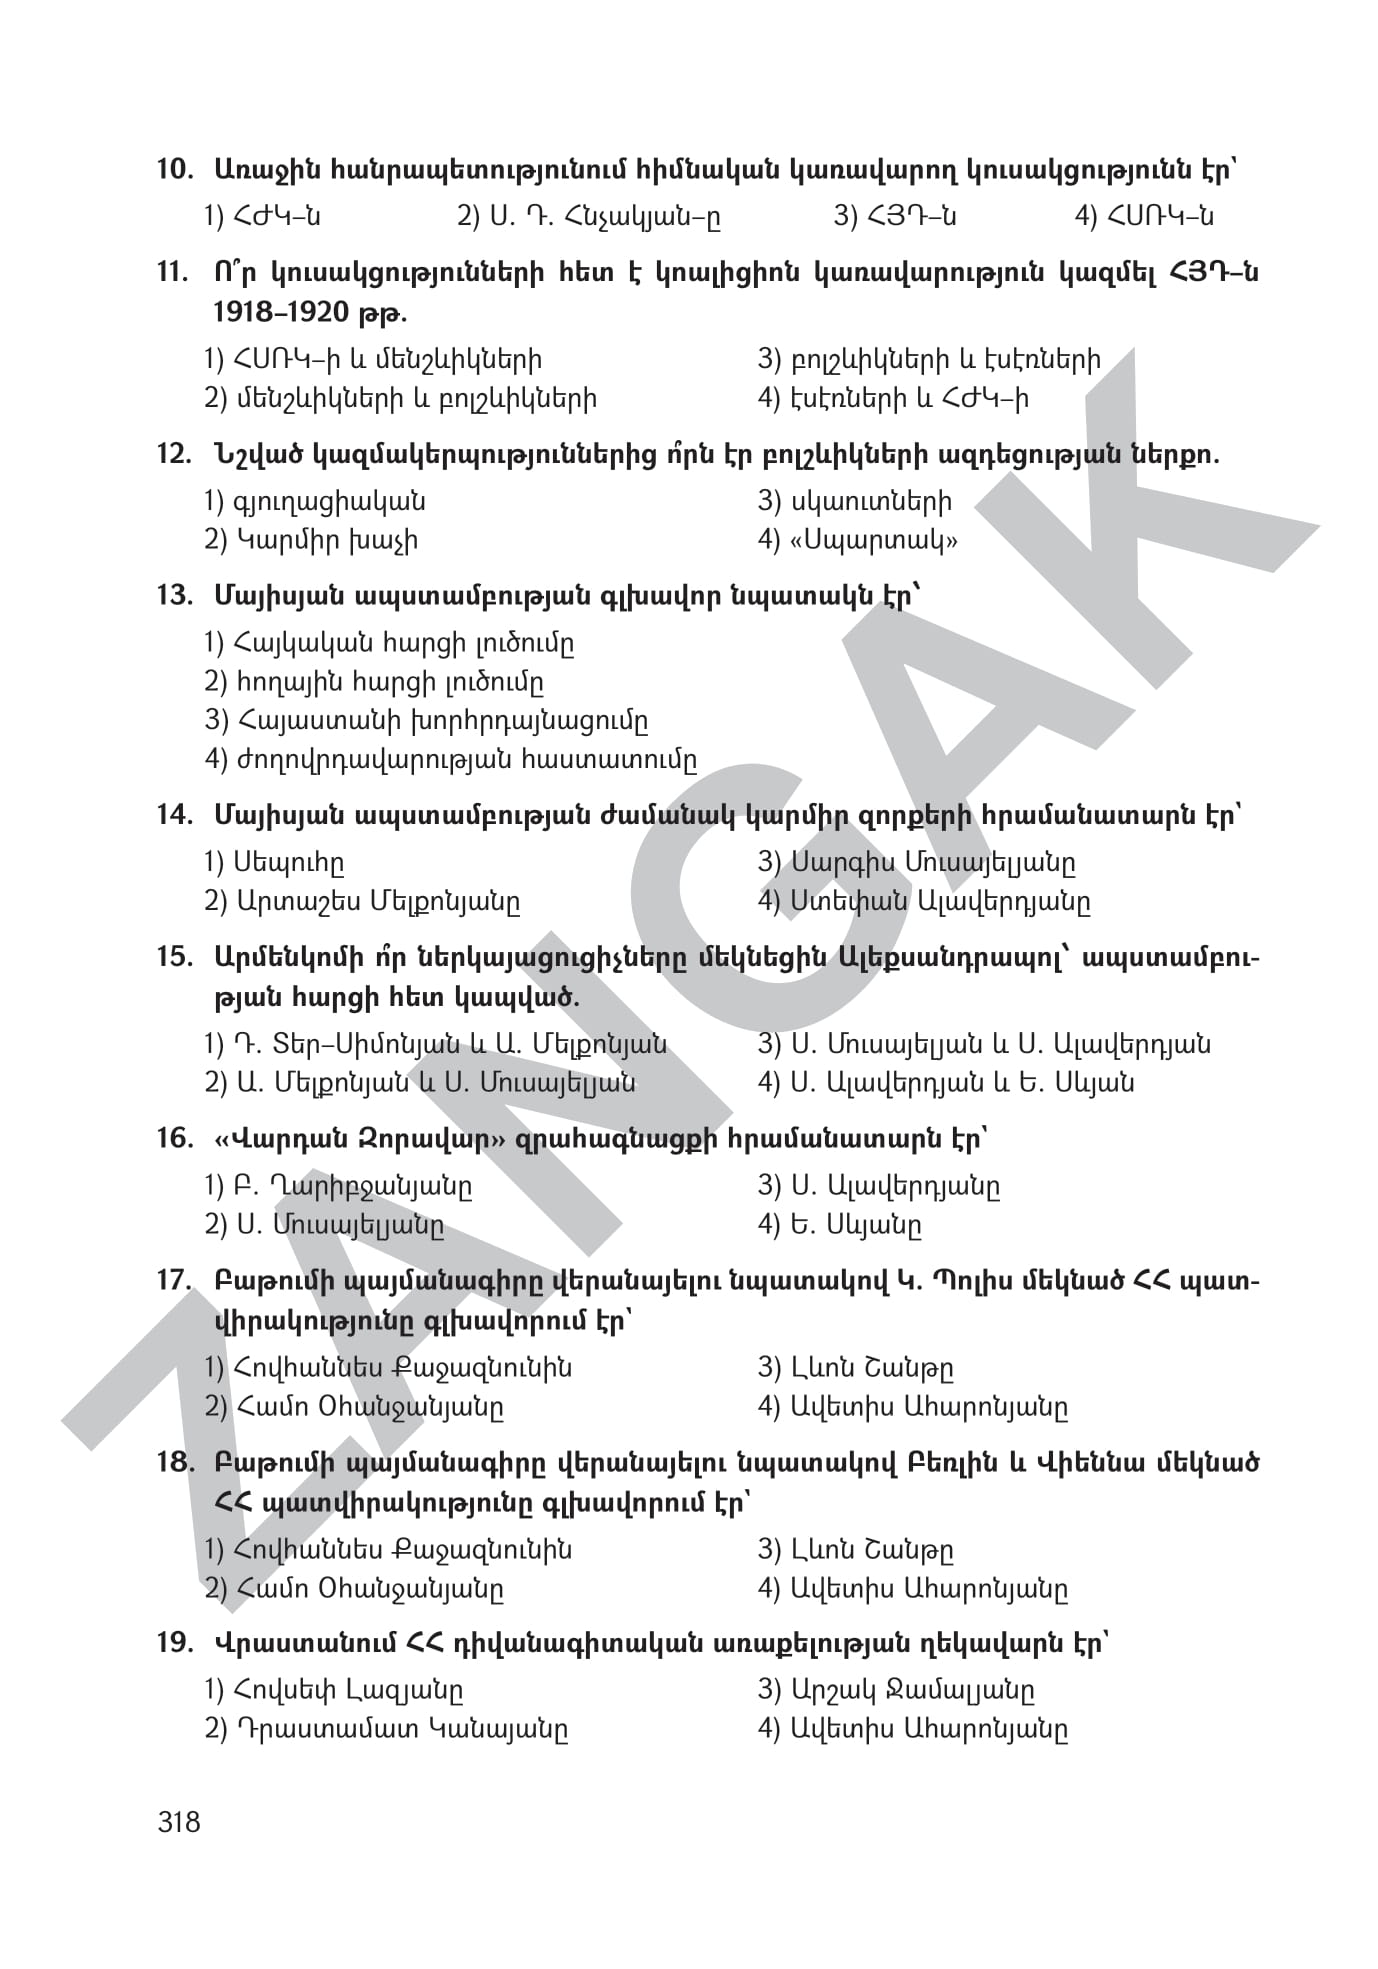 10. Առաջին հանրապետությունում հիմնական կառավարող կուսակցությունն էր՝
1) ՀԺԿ–ն 2) Ս. Դ. Հնչակյան–ը 3) ՀՅԴ–ն 4) ՀՍՌԿ–ն
11. Ո՞ր կուսակցությունների հետ է կոալիցիոն կառավարություն կազմել ՀՅԴ–ն
1918–1920 թթ.
1) ՀՍՌԿ–ի և մենշևիկների 3) բոլշևիկների և էսէռների
2) մենշևիկների և բոլշևիկների 4) էսէռների և ՀԺԿ–ի
12. Նշված կազմակերպություններից ո՞րն էր բոլշևիկների ազդեցության ներքո.
1) գյուղացիական 3) սկաուտների
2) Կարմիր խաչի 4) «Սպարտակ»
13. Մայիսյան ապստամբության գլխավոր նպատակն էր՝
1) Հայկական հարցի լուծումը
2) հողային հարցի լուծումը
3) Հայաստանի խորհրդայնացումը
4) ժողովրդավարության հաստատումը
14. Մայիսյան ապստամբության ժամանակ կարմիր զորքերի հրամանատարն էր՝
1) Սեպուհը 3) Սարգիս Մուսայելյանը
2) Արտաշես Մելքոնյանը 4) Ստեփան Ալավերդյանը
15. Արմենկոմի ո՞ր ներկայացուցիչները մեկնեցին Ալեքսանդրապոլ՝ ապստամբու-
թյան հարցի հետ կապված.
1) Դ. Տեր–Սիմոնյան և Ա. Մելքոնյան 3) Ս. Մուսայելյան և Ս. Ալավերդյան
2) Ա. Մելքոնյան և Ս. Մուսայելյան 4) Ս. Ալավերդյան և Ե. Սևյան
16. «Վարդան Զորավար» զրահագնացքի հրամանատարն էր՝
1) Բ. Ղարիբջանյանը 3) Ս. Ալավերդյանը
2) Ս. Մուսայելյանը 4) Ե. Սևյանը
17. Բաթումի պայմանագիրը վերանայելու նպատակով Կ. Պոլիս մեկնած ՀՀ պատ-
վիրակությունը գլխավորում էր՝
1) Հովհաննես Քաջազնունին 3) Լևոն Շանթը
2) Համո Օհանջանյանը 4) Ավետիս Ահարոնյանը
18. Բաթումի պայմանագիրը վերանայելու նպատակով Բեռլին և Վիեննա մեկնած
ՀՀ պատվիրակությունը գլխավորում էր՝
1) Հովհաննես Քաջազնունին 3) Լևոն Շանթը
2) Համո Օհանջանյանը 4) Ավետիս Ահարոնյանը
19. Վրաստանում ՀՀ դիվանագիտական առաքելության ղեկավարն էր՝
1) Հովսեփ Լազյանը 3) Արշակ Ջամալյանը
2) Դրաստամատ Կանայանը 4) Ավետիս Ահարոնյանը
318
ZANGAK